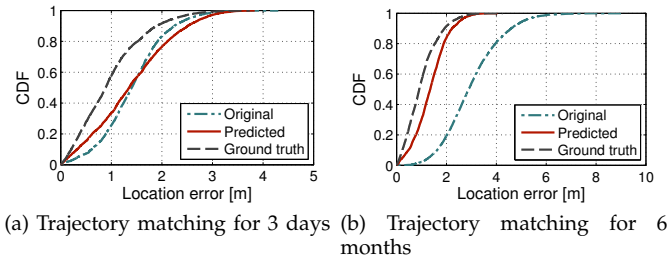 1
0.8
0.6
0.4
0.2
0
CDF
Original
Predicted
Ground truth
0 1 2 3 4 5
Location error [m]
(a) Trajectory matching for 3 days
1
0.8
0.6
0.4
0.2
0
CDF
Original
Predicted
Ground truth
0 2 4 6 8 10
Location error [m]
(b) Trajectory matching for 6
months